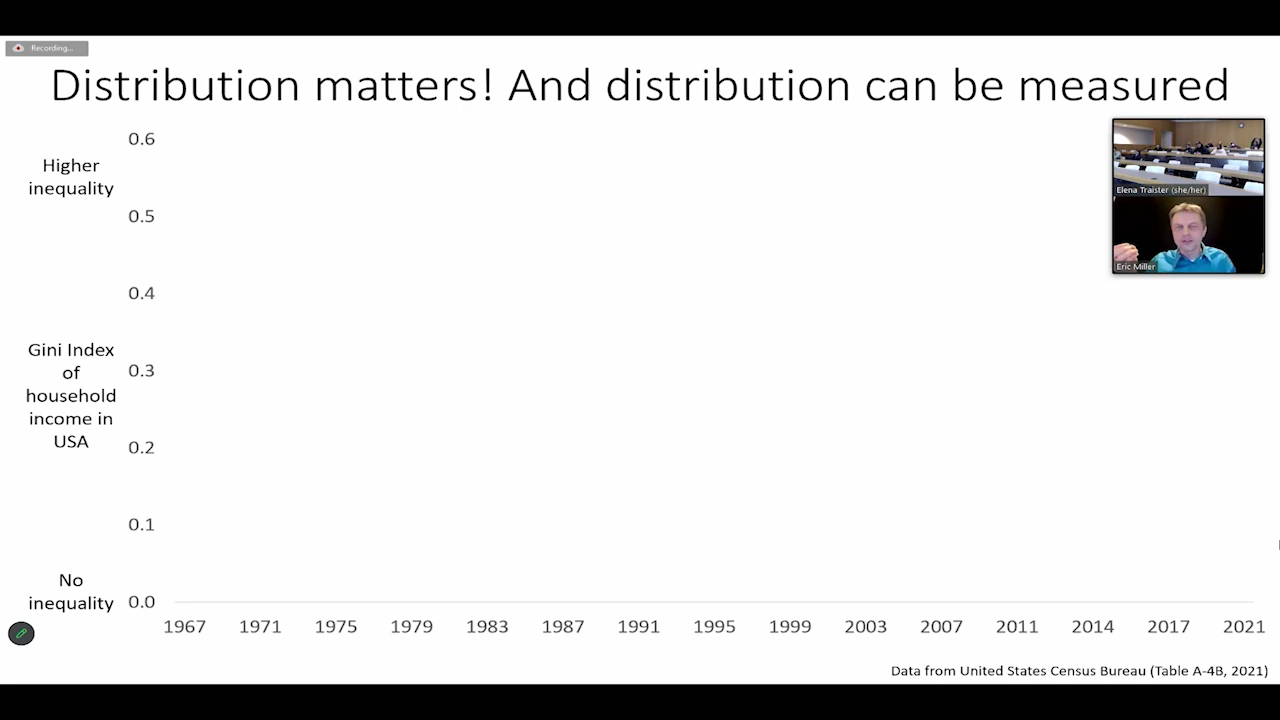 Recording...
Distribution matters! And distribution can be measured
0.6
Higher
inequality
0.5
0.4
Gini Index
of
household
income in
USA
0.3
0.2
0.1
No
inequality
0.0
1967 1971 1975 1979 1983 1987 1991 1995 1999 2003 2007 2011 2014 2017 2021
Elena Traister (she/her)
Eric Miller
Data from United States Census Bureau (Table A-4B, 2021)